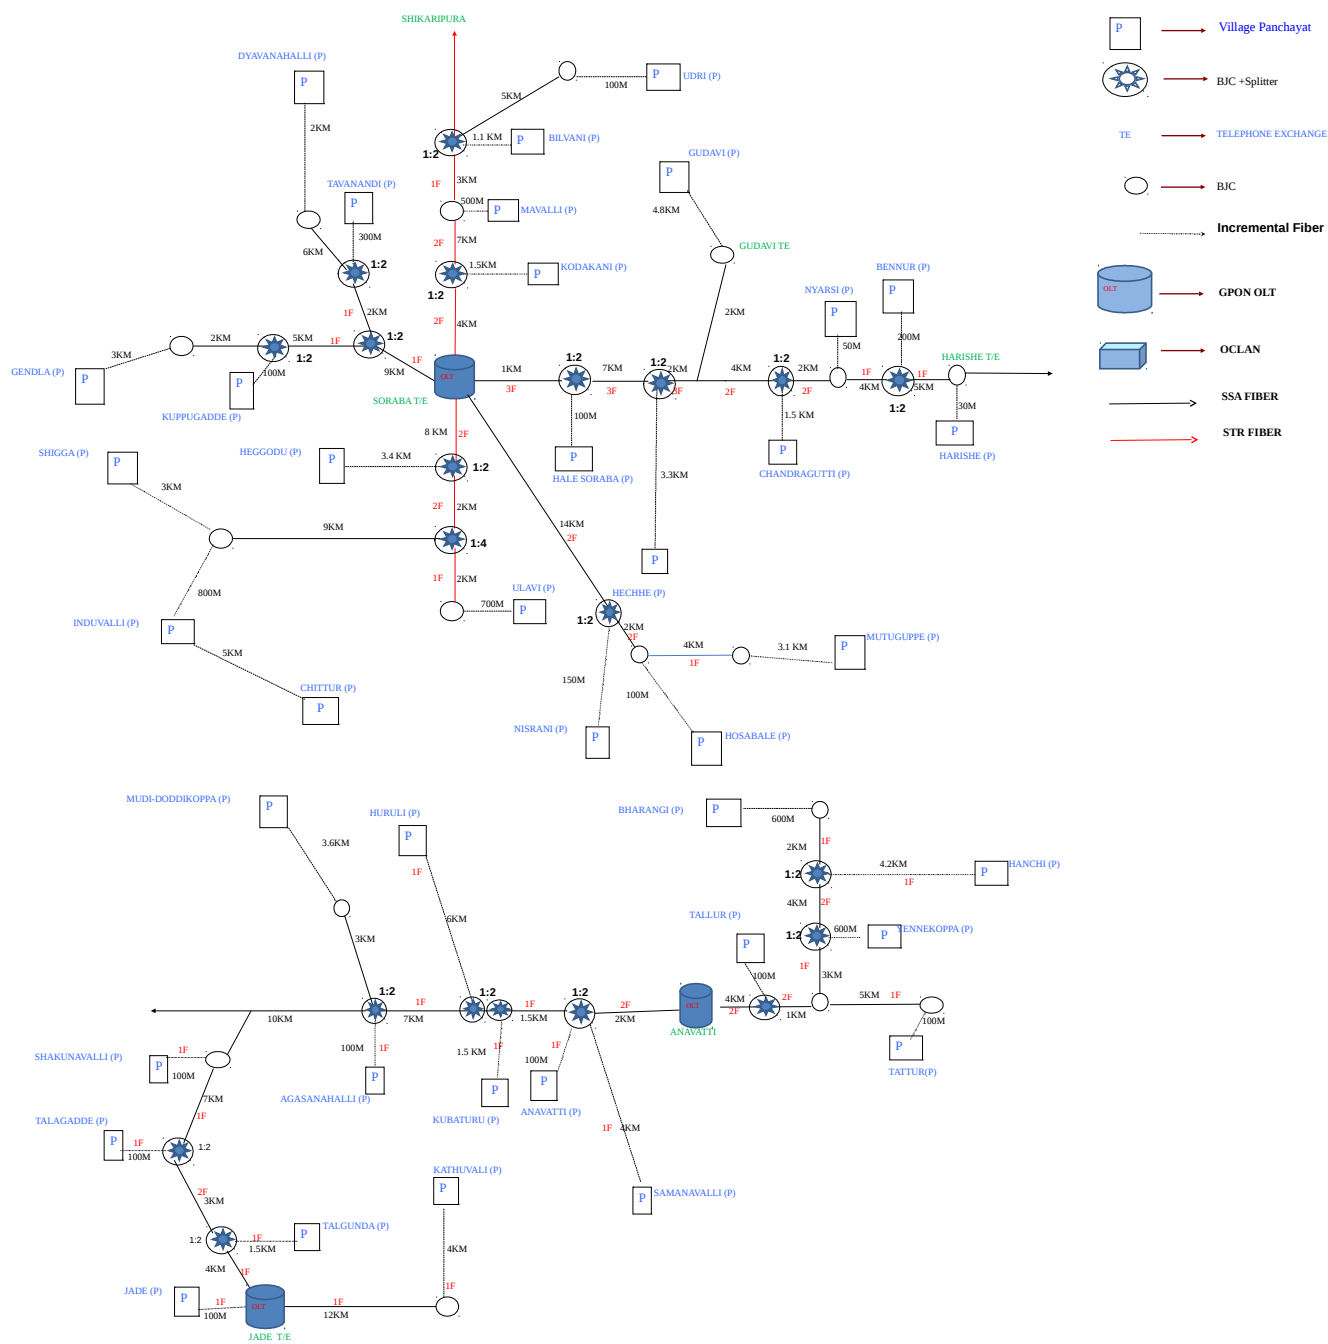 SHIKARIPURA
P
Village Panchayat
DYAVANAHALLI (P)
P
UDRI (P)
P
BJC +Splitter
5KM
100M
2KM
1.1 KM
P
BILVANI (P)
1:2
TE
TELEPHONE EXCHANGE
GUDAVI (P)
P
TAVANANDI (P)
1F
3KM
BJC
P
500M
P
MAVALLI (P)
4.8KM
300M
2F
7KM
GUDAVI TE
Incremental Fiber
6KM
1:2
1.5KM
P
KODAKANI (P)
BENNUR (P)
1:2
NYARSI (P)
P
OLT
GPON OLT
1F
2KM
2F
4KM
2KM
P
2KM
5KM
1F
1:2
200M
3KM
1:2
50M
OCLAN
GENDLA (P)
P
100M
1F
9KM
OLT
SORABA T/E
1KM
3F
1:2
7KM
3F
1:2
2KM
3F
4KM
2F
1:2
2KM
2F
1F
4KM
1:2
1F
5KM
HARISHE T/E
P
KUPPUGADDE (P)
SSA FIBER
100M
1.5 KM
30M
8 KM
2F
P
HARISHE (P)
STR FIBER
SHIGGA (P)
P
HEGGODU (P)
P
3.4 KM
1:2
P
HALE SORABA (P)
3.3KM
P
CHANDRAGUTTI (P)
3KM
2F
2KM
9KM
1:4
14KM
2F
P
800M
1F
2KM
ULAVI (P)
HECHHE (P)
700M
P
1:2
INDUVALLI (P)
P
2KM
2F
4KM
1F
3.1 KM
P
MUTUGUPPE (P)
5KM
150M
100M
CHITTUR (P)
P
NISRANI (P)
P
P
HOSABALE (P)
MUDI-DODDIKOPPA (P)
P
HURULI (P)
P
BHARANGI (P)
P
600M
3.6KM
2KM
1F
1F
1:2
4.2KM
1F
P
HANCHI (P)
4KM
2F
6KM
TALLUR (P)
P
1:2
600M
P
YENNEKOPPA (P)
3KM
1F
3KM
100M
1:2
1:2
1:2
OLT
ANAVATTI
4KM
2F
2F
1KM
5KM
1F
10KM
1F
7KM
1F
1.5KM
2F
2KM
100M
SHAKUNAVALLI (P)
P
1F
100M
100M
1F
1.5 KM
1F
1F
100M
P
TATTUR(P)
7KM
1F
P
AGASANAHALLI (P)
P
KUBATURU (P)
P
ANAVATTI (P)
TALAGADDE (P)
P
1F
100M
1:2
1F
4KM
KATHUVALI (P)
P
2F
3KM
P
SAMANAVALLI (P)
1:2
1F
1.5KM
P
TALGUNDA (P)
4KM
4KM
1F
1F
JADE (P)
P
1F
100M
OLT
1F
12KM
JADE T/E